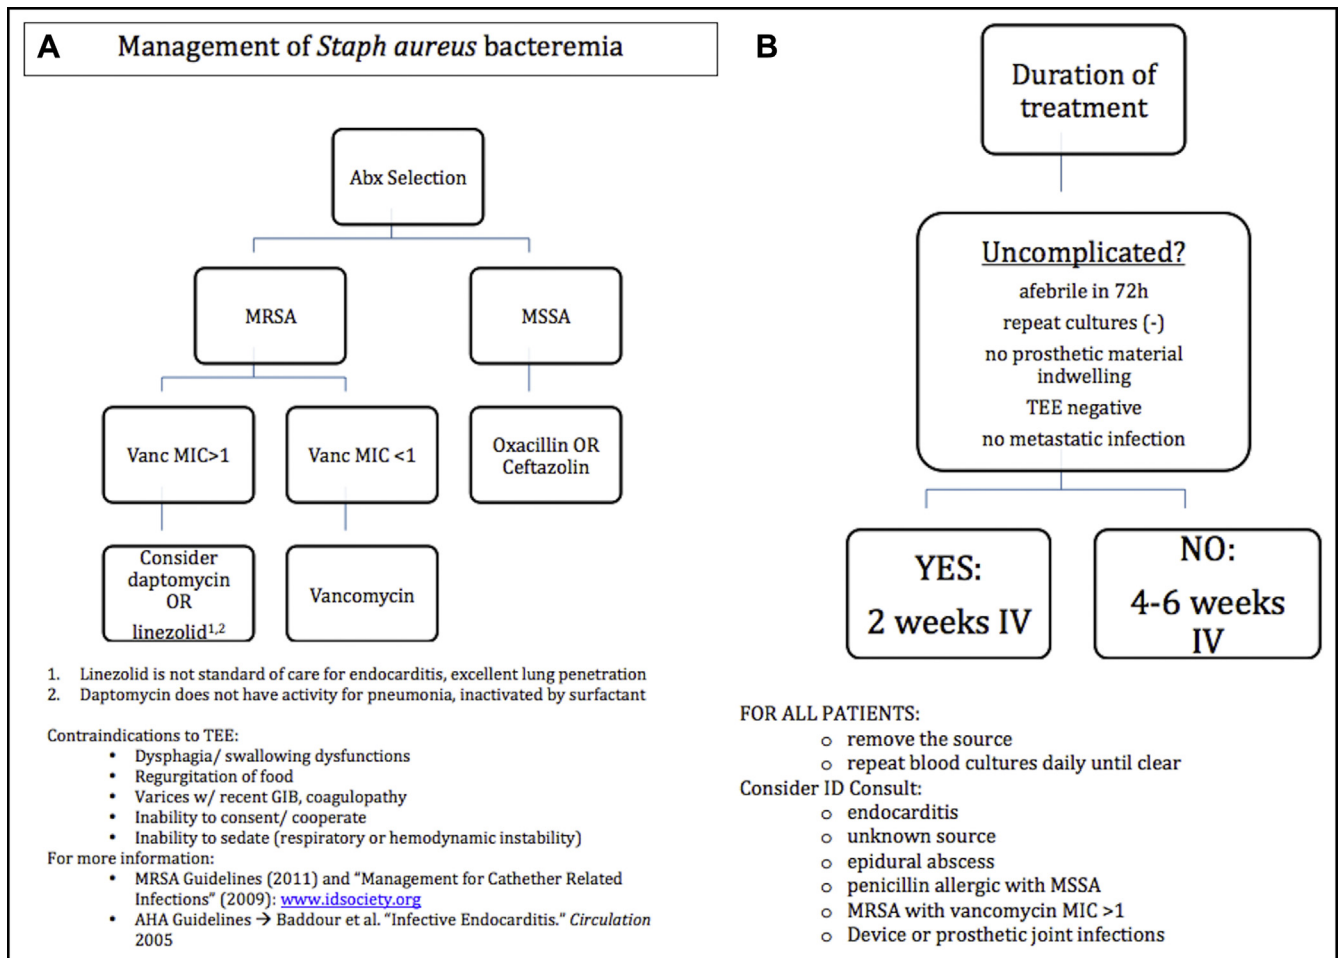 A
Management of Staph aureus bacteremia
Abx Selection
MRSA
MSSA
Vanc MIC>1
Vanc MIC <1
Oxacillin OR
Ceftazolin
Consider
daptomycin
OR
linezolid1,2
Vancomycin
1. Linezolid is not standard of care for endocarditis, excellent lung penetration
2. Daptomycin does not have activity for pneumonia, inactivated by surfactant
Contraindications to TEE:
• Dysphagia/ swallowing dysfunctions
• Regurgitation of food
• Varices w/ recent GIB, coagulopathy
• Inability to consent/ cooperate
• Inability to sedate (respiratory or hemodynamic instability)
For more information:
• MRSA Guidelines (2011) and “Management for Cathether Related
Infections” (2009): www.idsociety.org
• AHA Guidelines → Baddour et al. “Infective Endocarditis.“ Circulation
2005
B
Duration of
treatment
Uncomplicated?
afebrile in 72h
repeat cultures (-)
no prosthetic material
indwelling
TEE negative
no metastatic infection
YES:
2 weeks IV
NO:
4-6 weeks
IV
FOR ALL PATIENTS:
o remove the source
o repeat blood cultures daily until clear
Consider ID Consult:
o endocarditis
o unknown source
o epidural abscess
o penicillin allergic with MSSA
o MRSA with vancomycin MIC >1
o Device or prosthetic joint infections